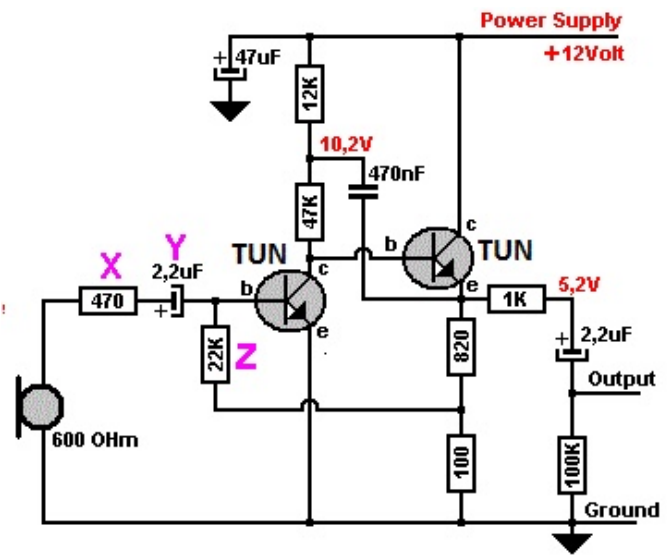 Power Supply
+12Volt
+
47uF
12K
10,2V
470nF
47K
TUN
b
c
e
b
c
e
TUN
X
Y
2,2uF
470
+
22K
Z
!
600 OHm
5,2V
1K
820
100
+
2,2uF
Output
100K
Ground